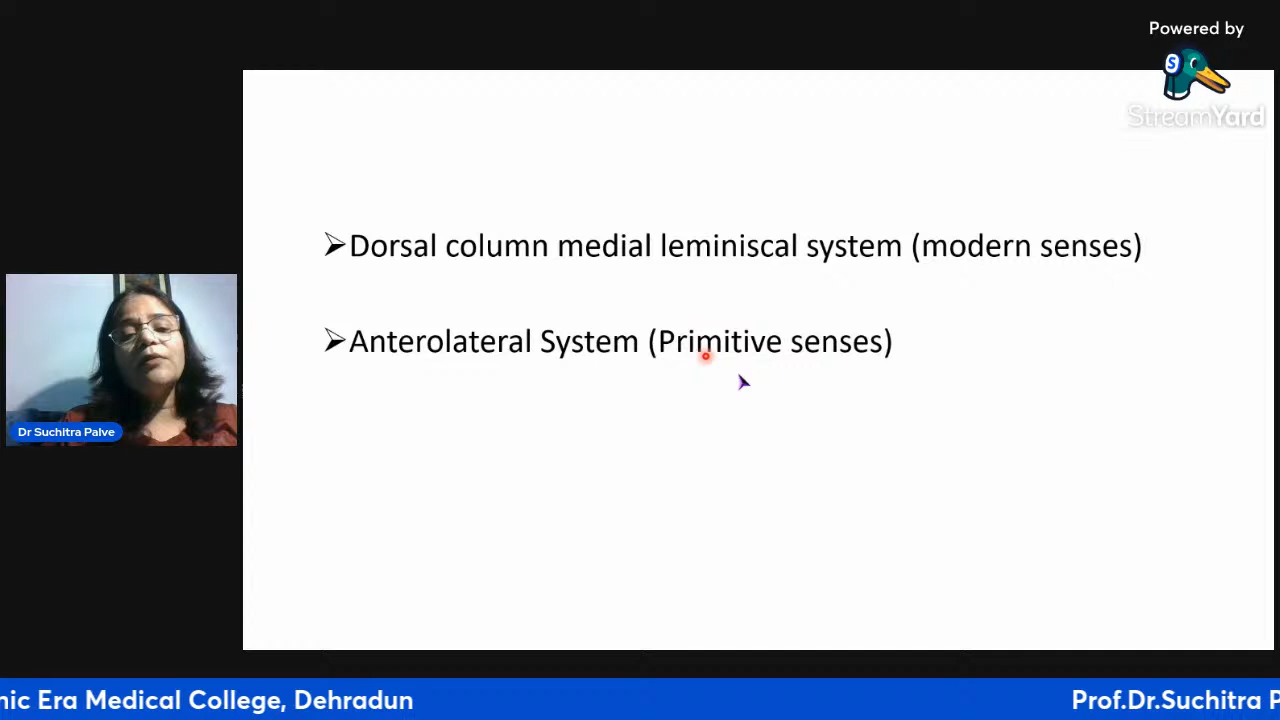 Powered by
S
StreamYard
➢Dorsal column medial leminiscal system (modern senses)
➢Anterolateral System (Primitive senses)
Dr Suchitra Palve
nic Era Medical College, Dehradun
Prof.Dr.Suchitra P